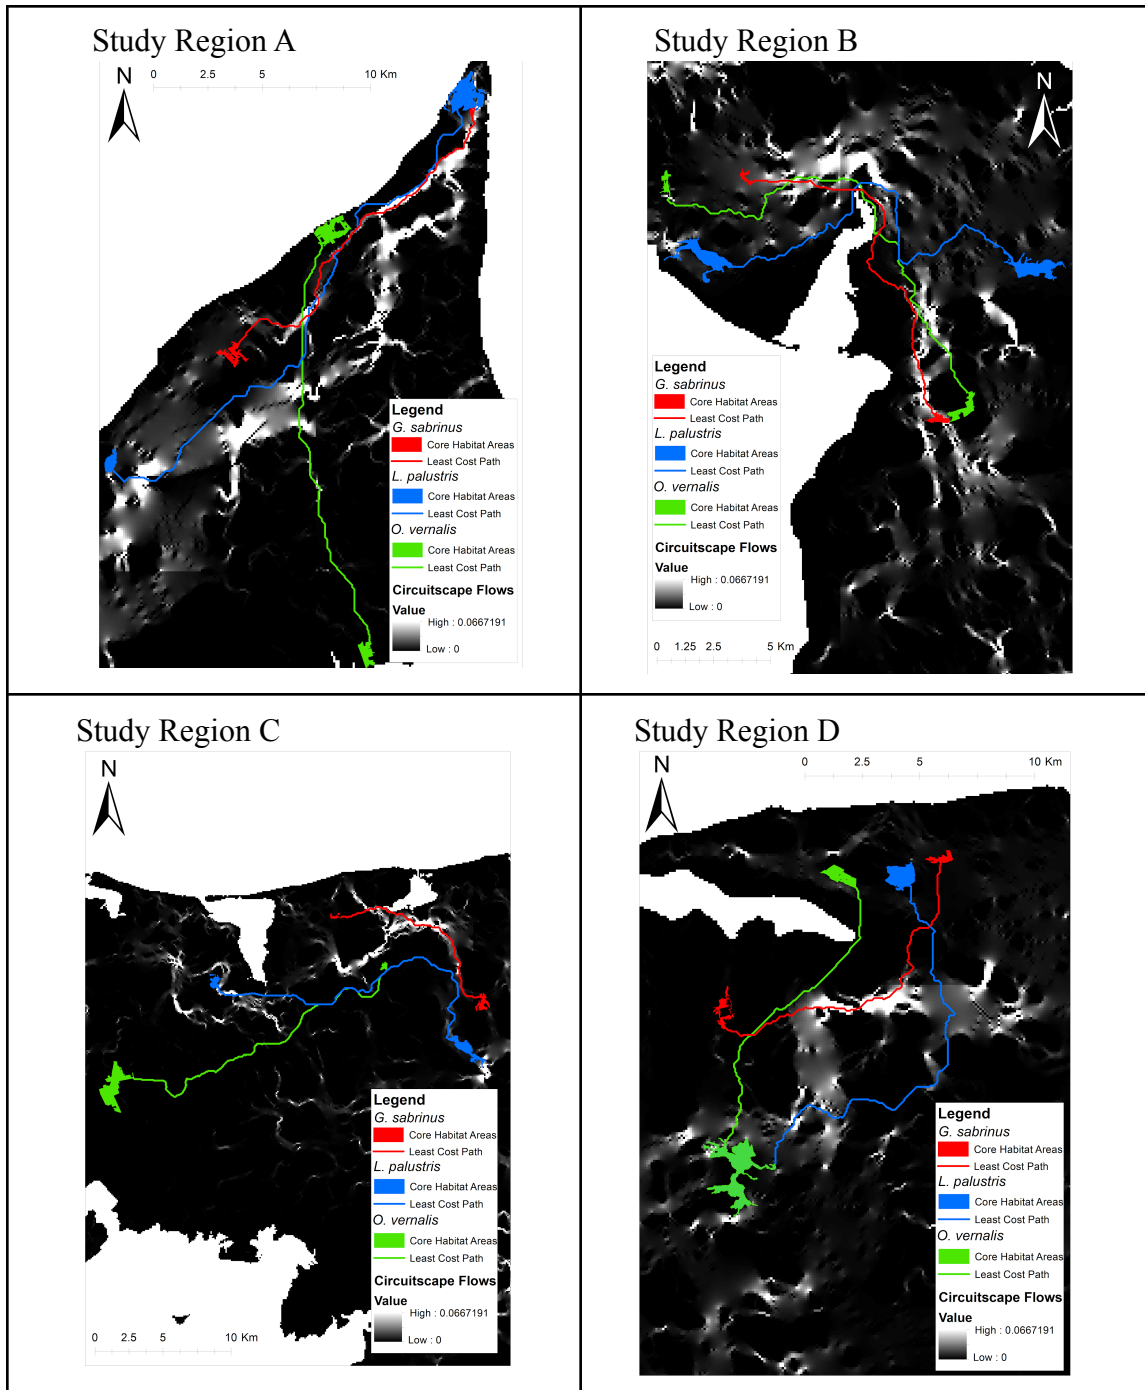 Study Region A
N
0 2.5 5 10 Km
Legend
G. sabrinus
Core Habitat Areas
Least Cost Path
L. palustris
Core Habitat Areas
Least Cost Path
O. vernalis
Core Habitat Areas
Least Cost Path
Circuitscape Flows
Value
High : 0.0667191
Low : 0
Study Region B
N
Legend
G. sabrinus
Core Habitat Areas
Least Cost Path
L. palustris
Core Habitat Areas
Least Cost Path
O. vernalis
Core Habitat Areas
Least Cost Path
Circuitscape Flows
Value
High : 0.0667191
Low : 0
0 1.25 2.5 5 Km
Study Region C
N
Legend
G. sabrinus
Core Habitat Areas
Least Cost Path
L. palustris
Core Habitat Areas
Least Cost Path
O. vernalis
Core Habitat Areas
Least Cost Path
Circuitscape Flows
Value
High : 0.0667191
Low : 0
0 2.5 5 10 Km
Study Region D
N
0 2.5 5 10 Km
Legend
G. sabrinus
Core Habitat Areas
Least Cost Path
L. palustris
Core Habitat Areas
Least Cost Path
O. vernalis
Core Habitat Areas
Least Cost Path
Circuitscape Flows
Value
High : 0.0667191
Low : 0